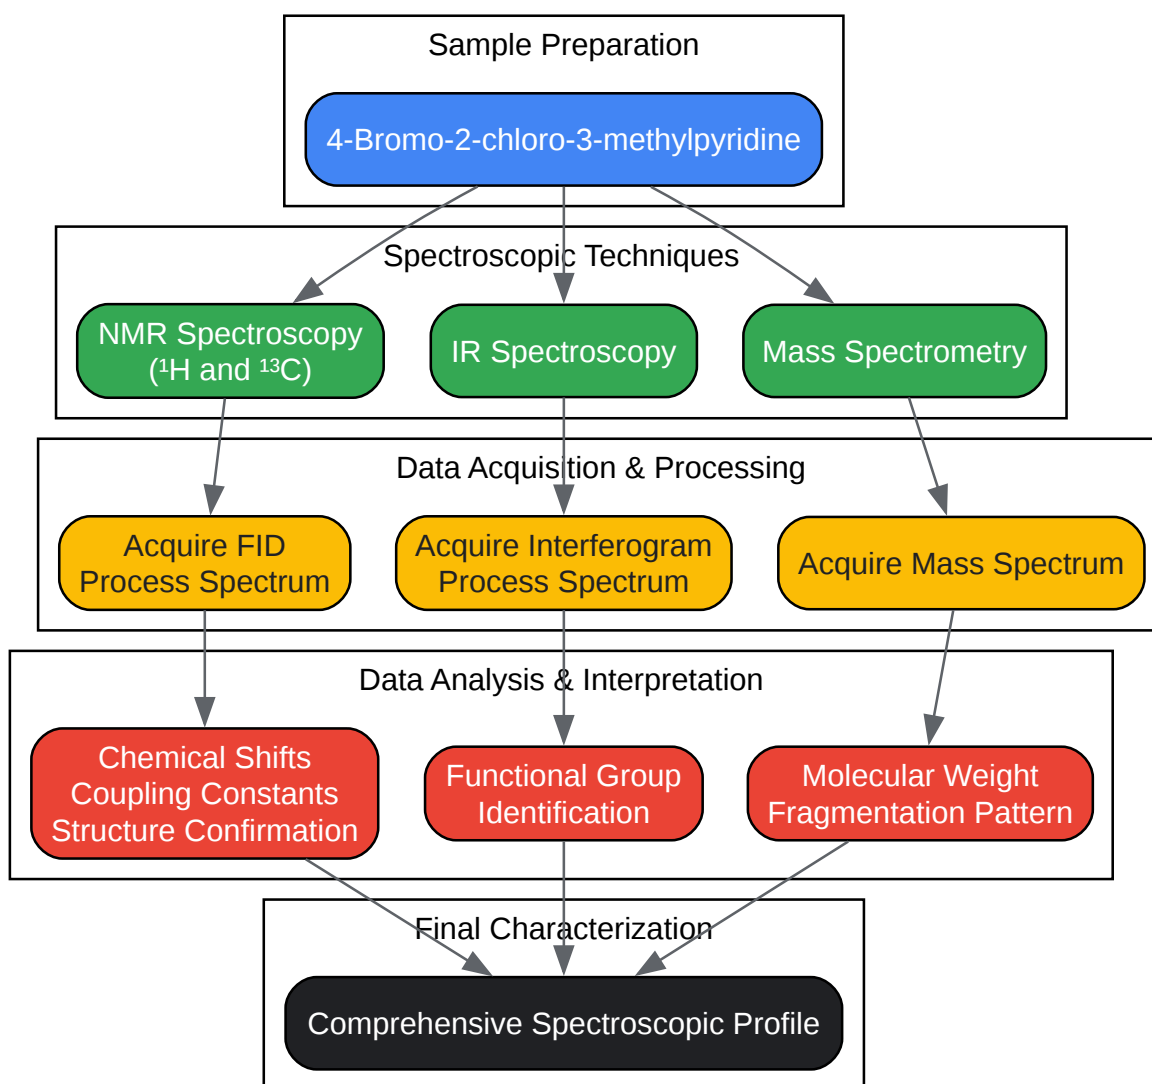 Sample Preparation
4-Bromo-2-chloro-3-methylpyridine
Spectroscopic Techniques
NMR Spectroscopy
(¹H and ¹³C)
IR Spectroscopy
Mass Spectrometry
Data Acquisition & Processing
Acquire FID
Process Spectrum
Acquire Interferogram
Process Spectrum
Acquire Mass Spectrum
Data Analysis & Interpretation
Chemical Shifts
Coupling Constants
Structure Confirmation
Functional Group
Identification
Molecular Weight
Fragmentation Pattern
Final Characterization
Comprehensive Spectroscopic Profile